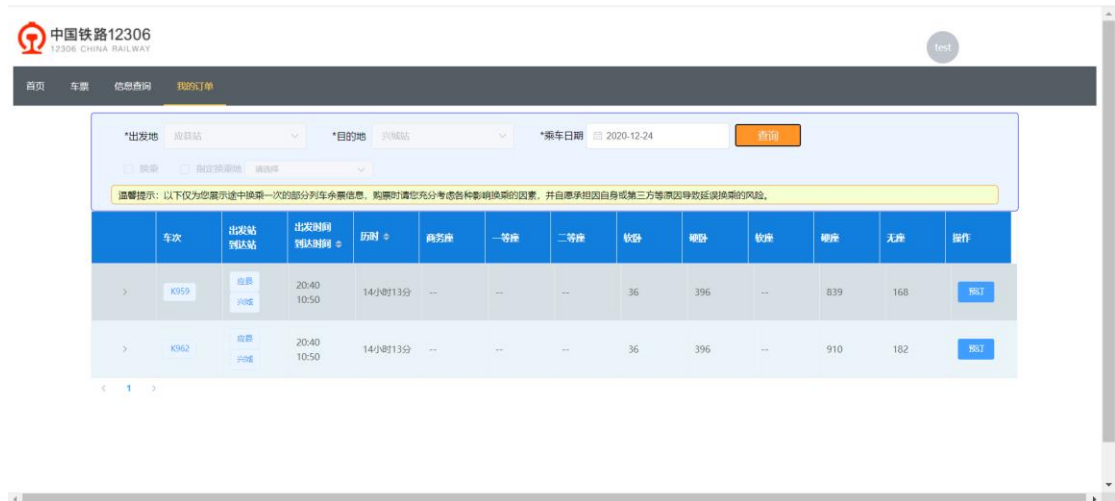 中国铁路12306
12306 CHINA RAILWAY
test
首页 车票 信息查询 我的订单
*出发地 应县站 *目的地 兴城站 *乘车日期 2020-12-24 查询
换乘 指定换乘地 请选择
温馨提示：以下仅为您展示途中换乘一次的部分列车余票信息，购票时请您充分考虑各种影响换乘的因素，并自愿承担因自身或第三方等原因导致延误换乘的风险。
车次 出发站 出发时间 历时 商务座 一等座 二等座 软卧 硬卧 软座 硬座 无座 操作
到达站 到达时间
K959 应县 20:40 14小时13分 -- -- -- 36 396 -- 839 168 预订
兴城 10:50
K962 应县 20:40 14小时13分 -- -- -- 36 396 -- 910 182 预订
兴城 10:50
< 1 >